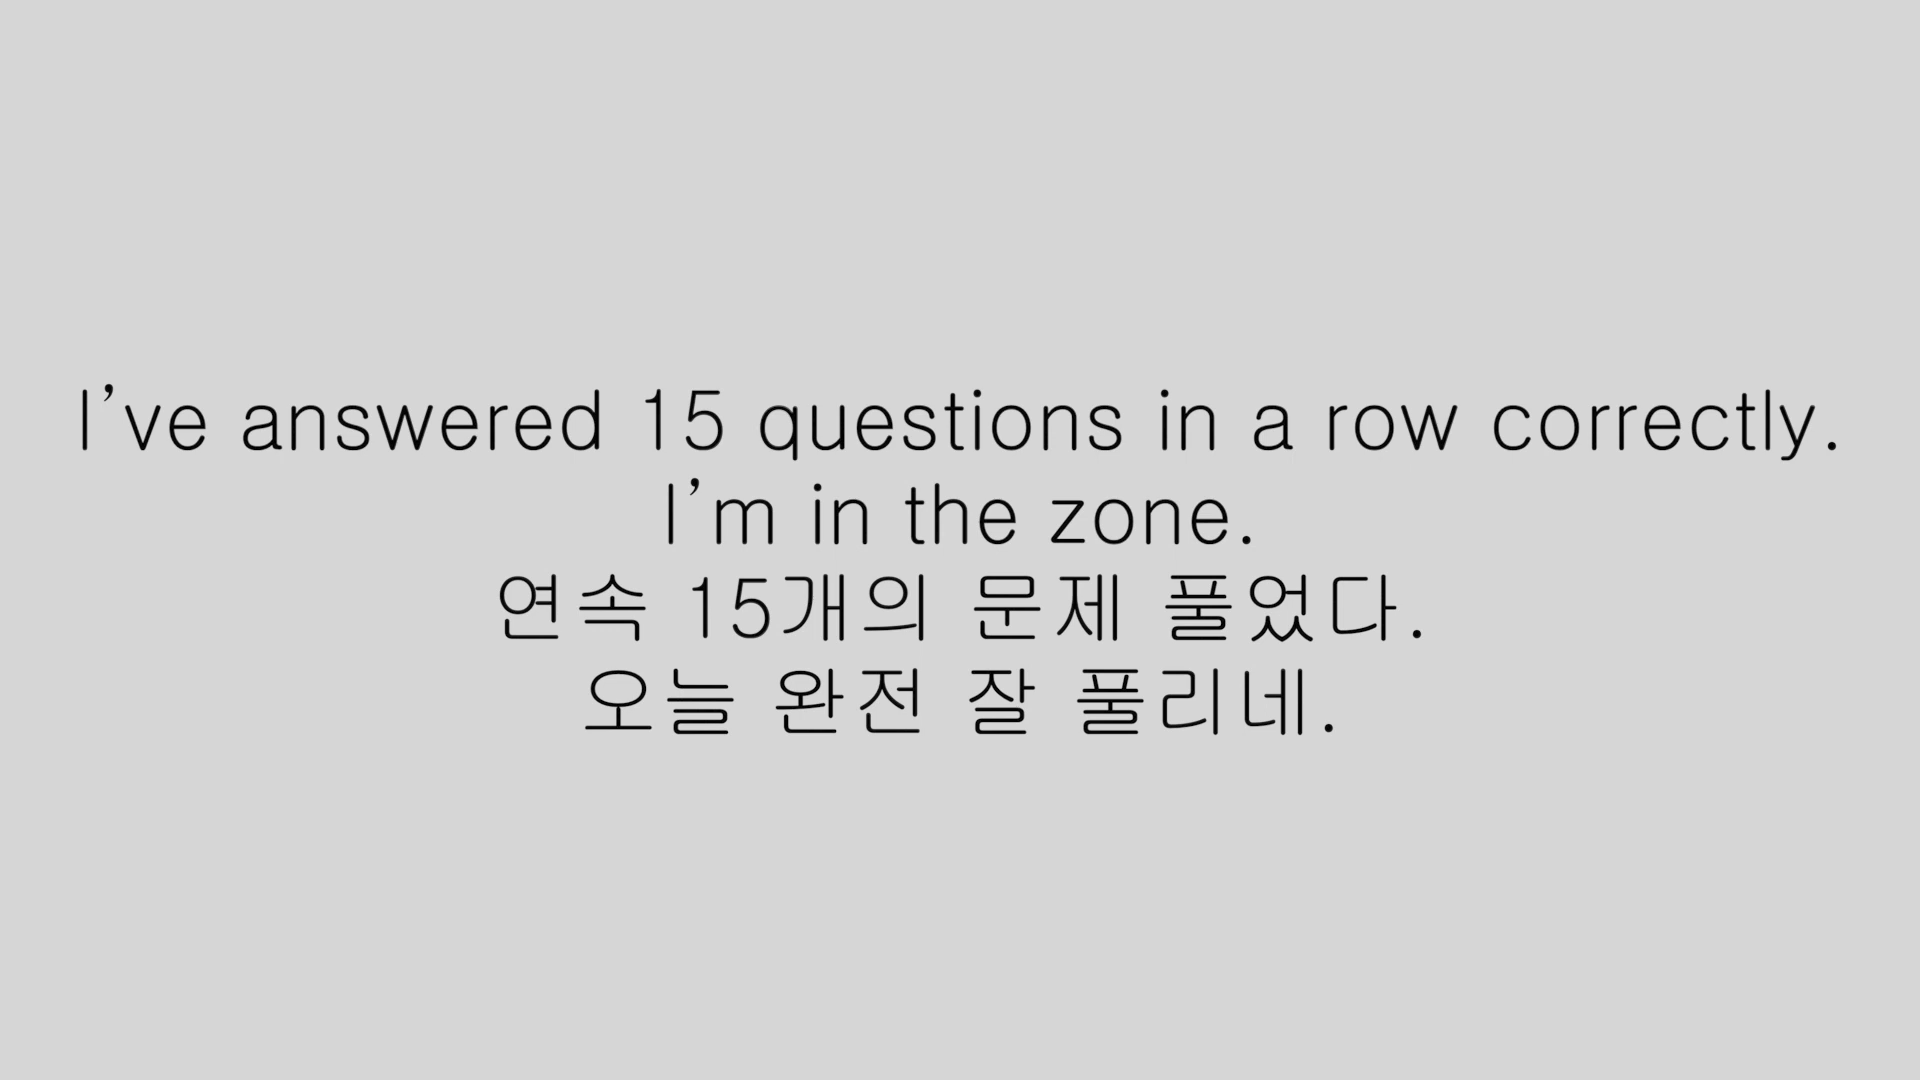 I’ve answered 15 questions in a row correctly.
I’m in the zone.
연속 15개의 문제 풀었다.
오늘 완전 잘 풀리네.